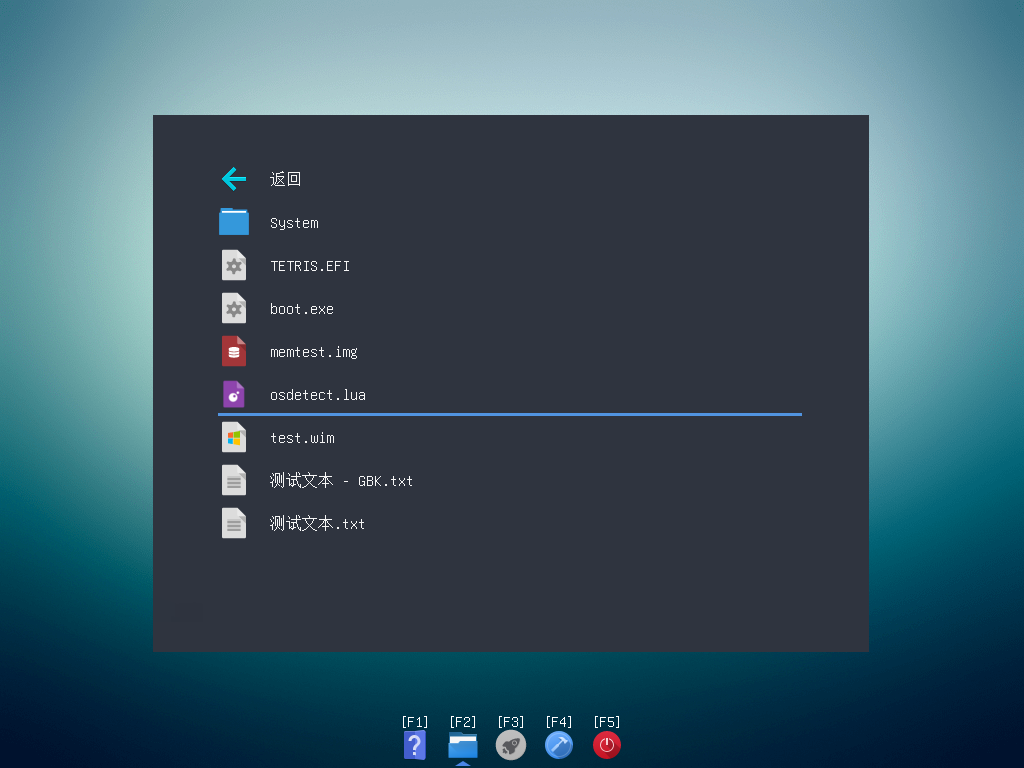 返回
System
TETRIS.EFI
boot.exe
memtest.img
osdetect.lua
test.wim
测试文本 - GBK.txt
测试文本.txt
[F1] [F2] [F3] [F4] [F5]
?